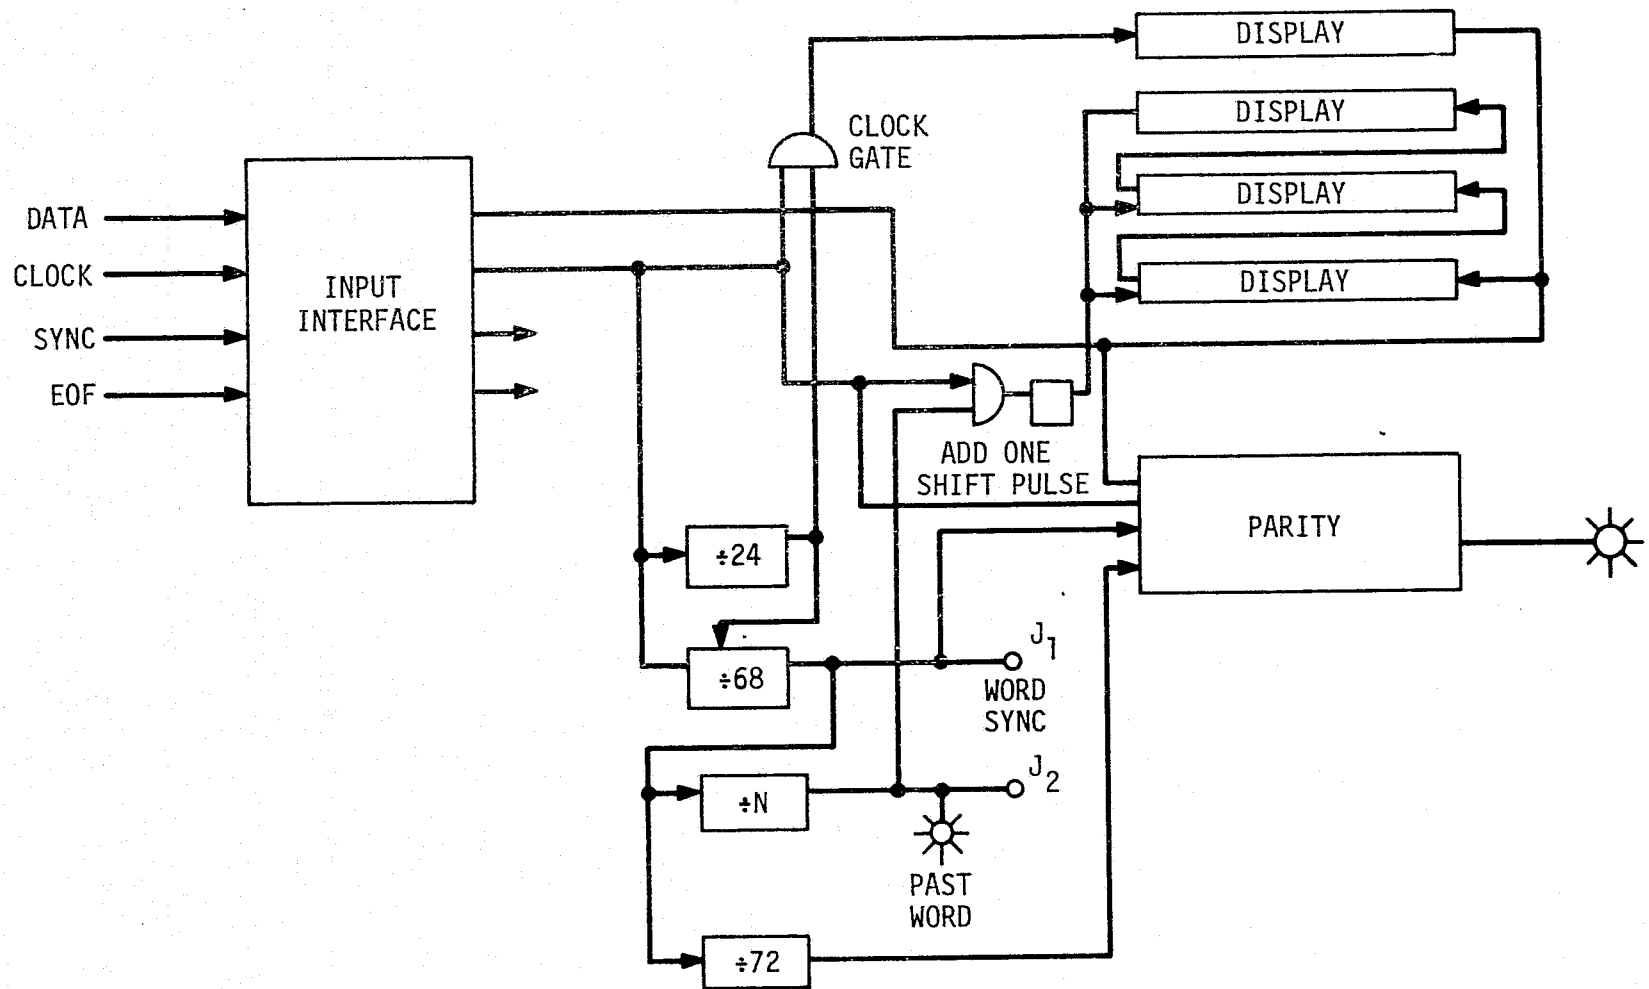 DISPLAY
DISPLAY
DISPLAY
DISPLAY
CLOCK
GATE
DATA
CLOCK
SYNC
EOF
INPUT
INTERFACE
ADD ONE
SHIFT PULSE
PARITY
÷24
÷68
J1
WORD
SYNC
÷N
J2
PAST
WORD
÷72